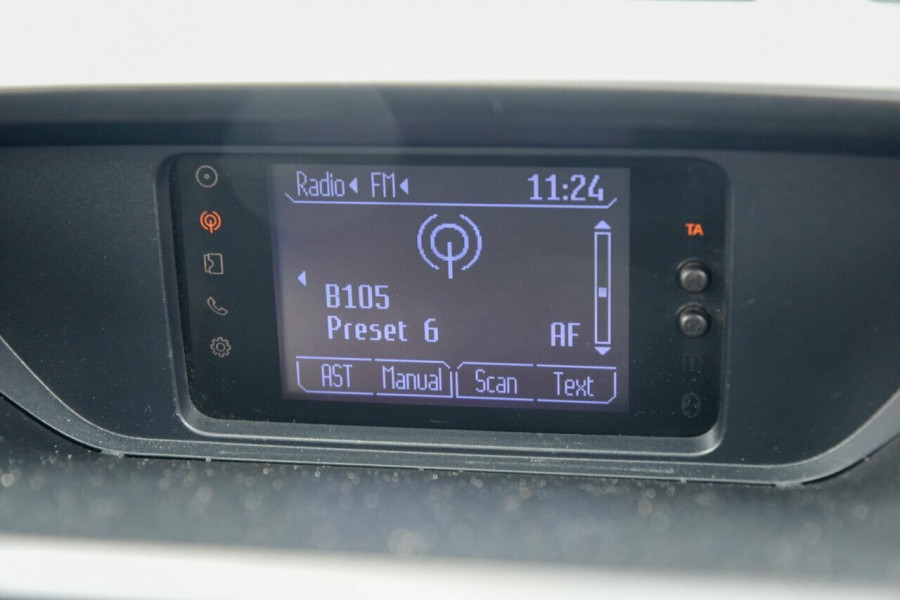 Radio FM 11:24
TA
B105
Preset 6 AF
AST Manual Scan Text